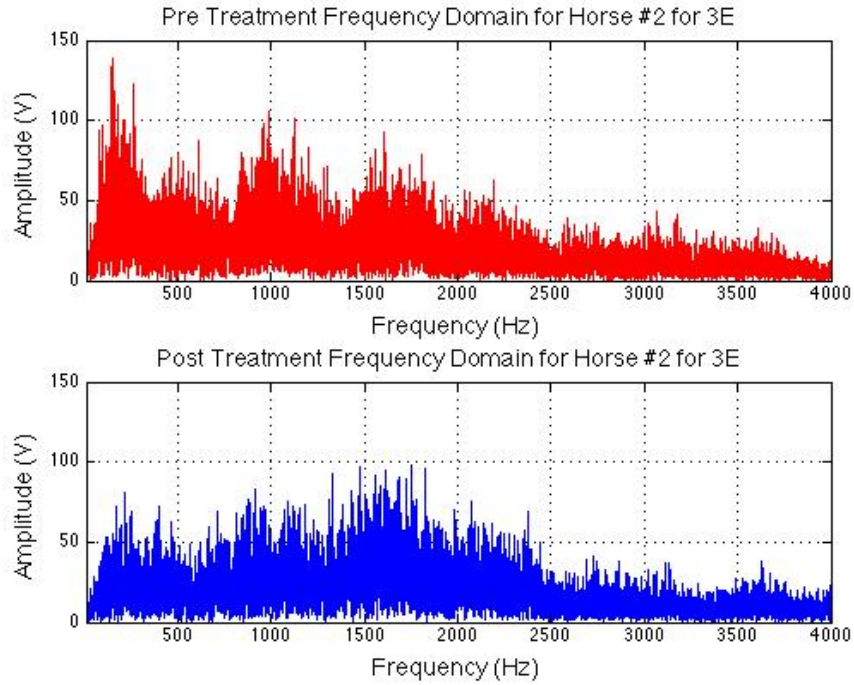 Pre Treatment Frequency Domain for Horse #2 for 3E
150
100
50
0
Amplitude (V)
500 1000 1500 2000 2500 3000 3500 4000
Frequency (Hz)
Post Treatment Frequency Domain for Horse #2 for 3E
150
100
50
0
Amplitude (V)
500 1000 1500 2000 2500 3000 3500 4000
Frequency (Hz)